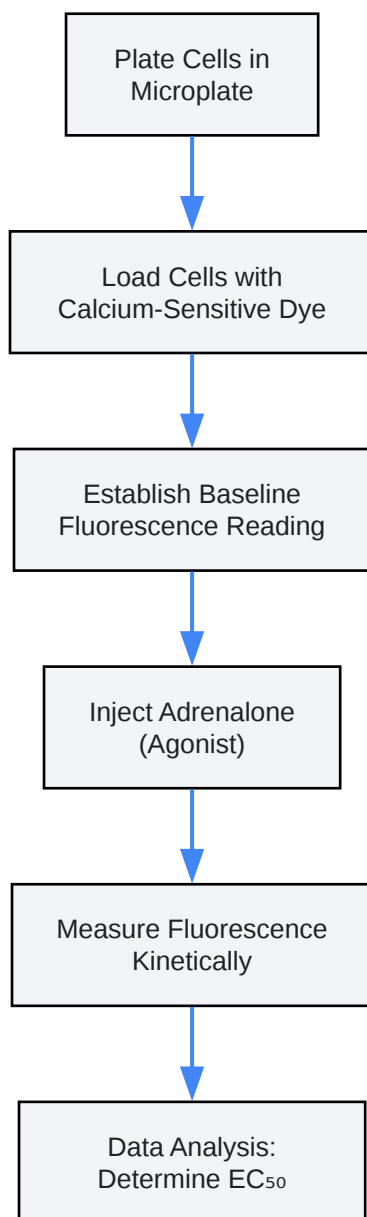 Plate Cells in
Microplate
Load Cells with
Calcium-Sensitive Dye
Establish Baseline
Fluorescence Reading
Inject Adrenalone
(Agonist)
Measure Fluorescence
Kinetically
Data Analysis:
Determine EC₅₀